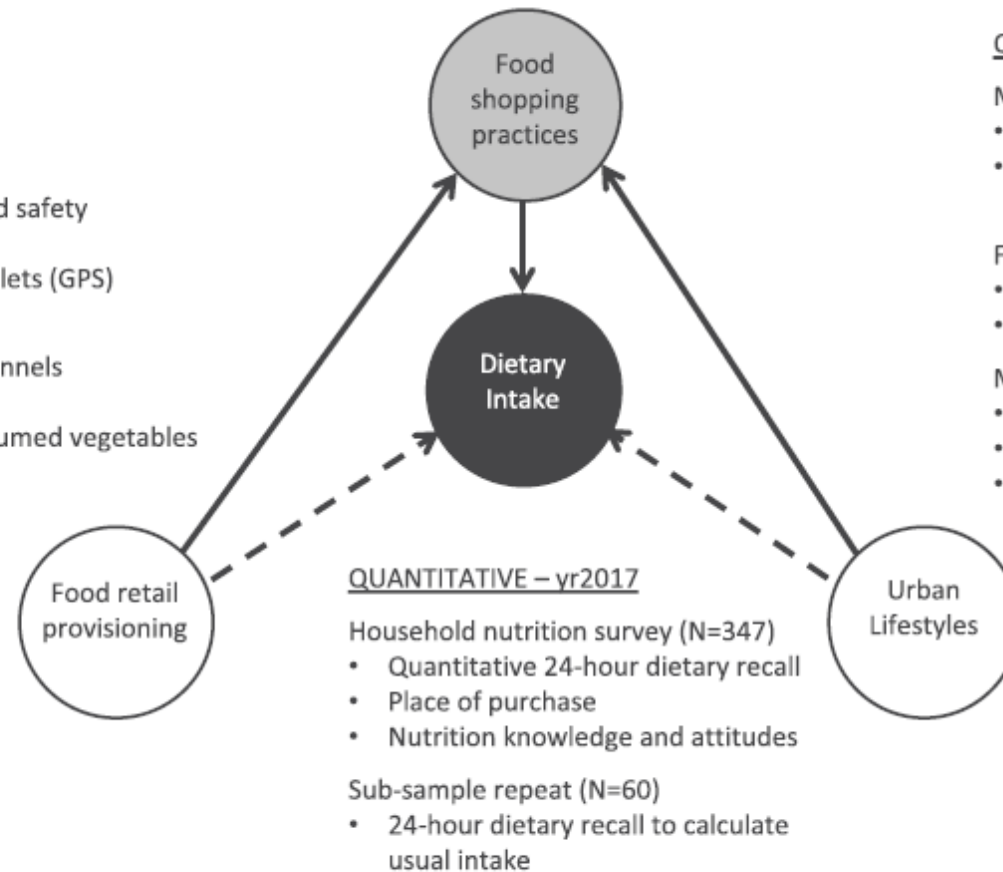 Food
shopping
practices
d safety
lets (GPS)
nnels
umed vegetables
Dietary
Intake
Food retail
provisioning
Urban
Lifestyles
QUANTITATIVE – yr2017
Household nutrition survey (N=347)
• Quantitative 24-hour dietary recall
• Place of purchase
• Nutrition knowledge and attitudes
Sub-sample repeat (N=60)
• 24-hour dietary recall to calculate
usual intake